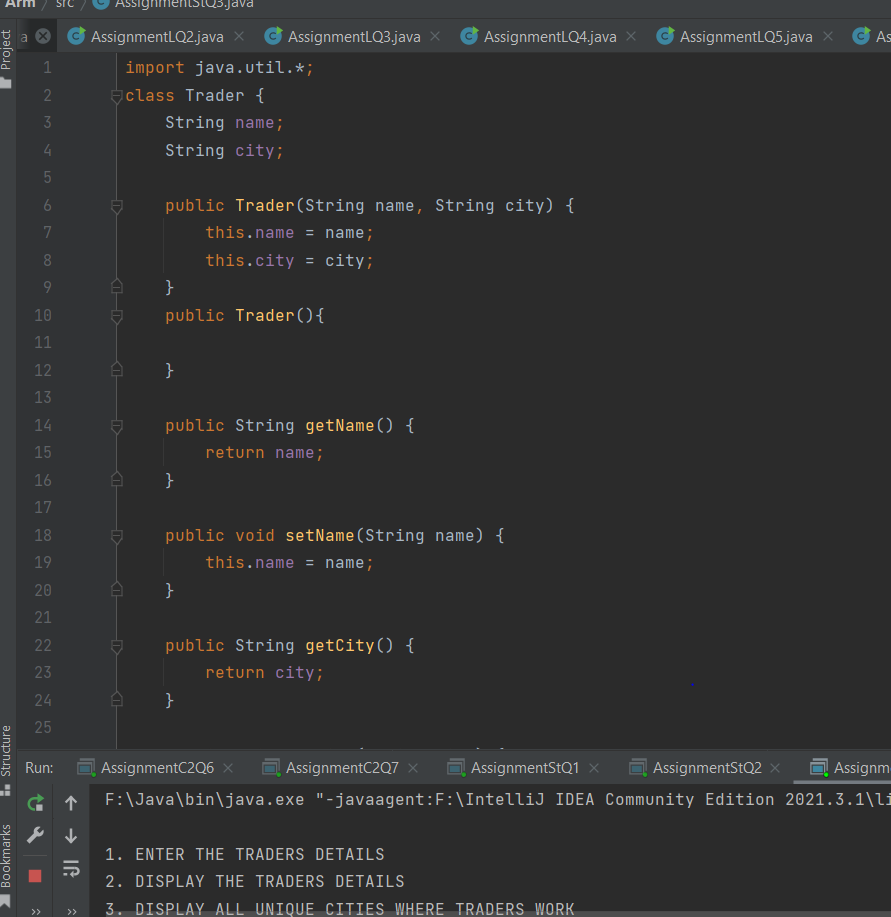 Arm / src / AssignmentStQ3.java
a AssignmentLQ2.java AssignmentLQ3.java AssignmentLQ4.java AssignmentLQ5.java As
Project
1 import java.util.*;
2 class Trader {
3 String name;
4 String city;
5
6 public Trader(String name, String city) {
7 this.name = name;
8 this.city = city;
9 }
10 public Trader(){
11
12 }
13
14 public String getName() {
15 return name;
16 }
17
18 public void setName(String name) {
19 this.name = name;
20 }
21
22 public String getCity() {
23 return city;
24 }
25
Structure
Bookmarks
Run: AssignmentC2Q6 AssignmentC2Q7 AssignmentStQ1 AssignmentStQ2 Assignm
F:\Java\bin\java.exe "-javaagent:F:\IntelliJ IDEA Community Edition 2021.3.1\li
1. ENTER THE TRADERS DETAILS
2. DISPLAY THE TRADERS DETAILS
3. DISPLAY ALL UNIQUE CITIES WHERE TRADERS WORK